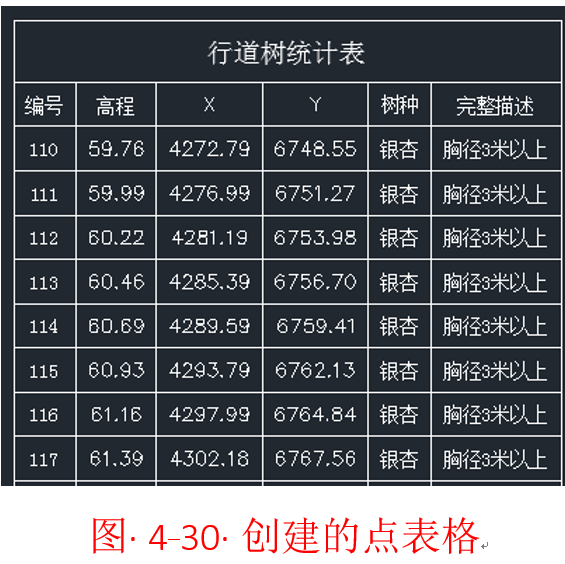 行道树统计表
编号 高程 X Y 树种 完整描述
110 59.76 4272.79 6748.55 银杏 胸径3米以上
111 59.99 4276.99 6751.27 银杏 胸径3米以上
112 60.22 4281.19 6753.98 银杏 胸径3米以上
113 60.46 4285.39 6756.70 银杏 胸径3米以上
114 60.69 4289.59 6759.41 银杏 胸径3米以上
115 60.93 4293.79 6762.13 银杏 胸径3米以上
116 61.16 4297.99 6764.84 银杏 胸径3米以上
117 61.39 4302.18 6767.56 银杏 胸径3米以上
图· 4-30· 创建的点表格